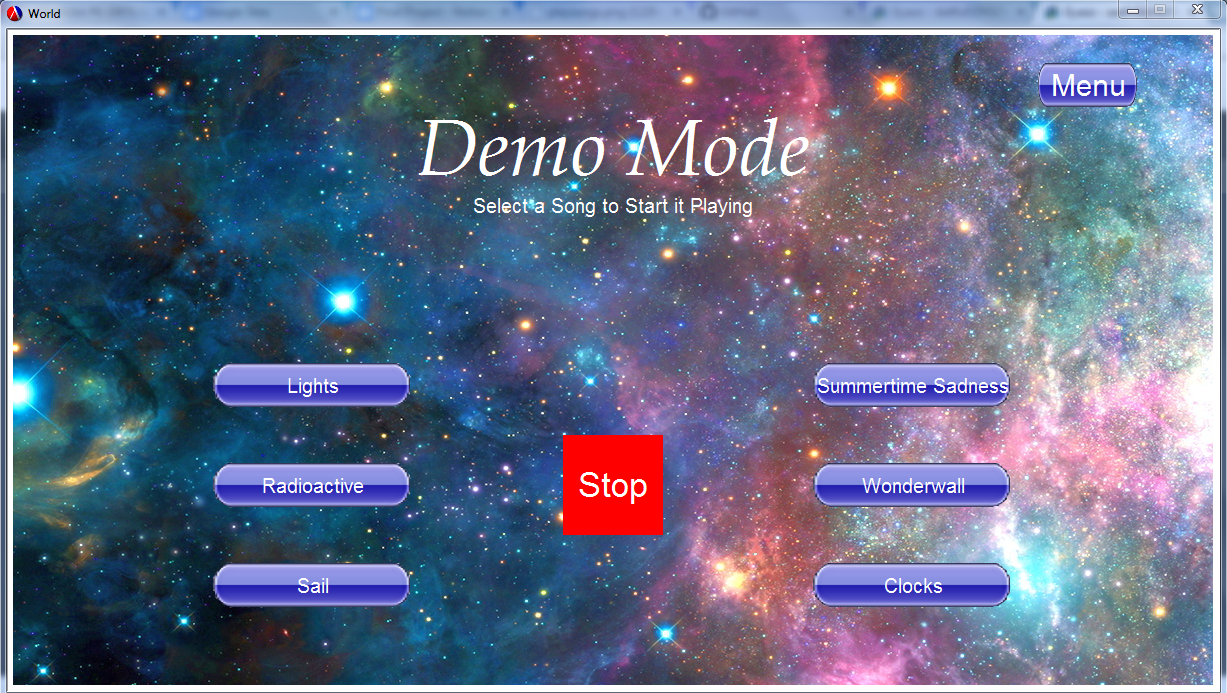 World
Menu
Demo Mode
Select a Song to Start it Playing
Lights
Summertime Sadness
Radioactive
Stop
Wonderwall
Sail
Clocks